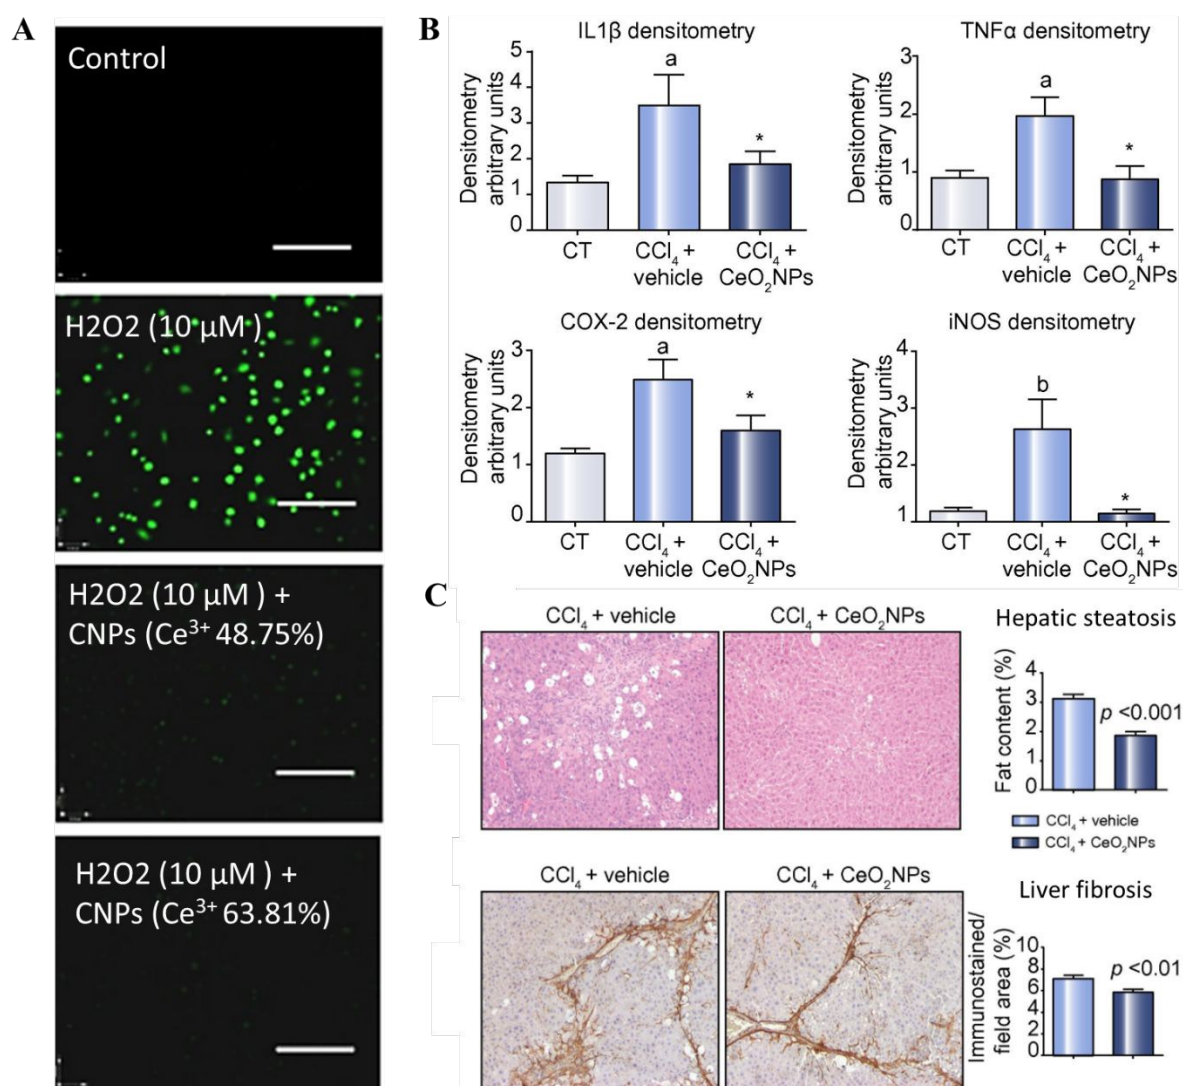 A
Control
H2O2 (10 µM )
H2O2 (10 µM ) +
CNPs (Ce³⁺ 48.75%)
H2O2 (10 µM ) +
CNPs (Ce³⁺ 63.81%)
B
IL1β densitometry
Densitometry
arbitrary units
5
4
3
2
1
0
a
*
CT
CCl₄ +
vehicle
CCl₄ +
CeO₂NPs
TNFα densitometry
Densitometry
arbitrary units
3
2
1
0
a
*
CT
CCl₄ +
vehicle
CCl₄ +
CeO₂NPs
COX-2 densitometry
Densitometry
arbitrary units
3
2
1
0
a
*
CT
CCl₄ +
vehicle
CCl₄ +
CeO₂NPs
iNOS densitometry
Densitometry
arbitrary units
4
3
2
1
b
*
CT
CCl₄ +
vehicle
CCl₄ +
CeO₂NPs
C
CCl₄ + vehicle
CCl₄ + CeO₂NPs
Hepatic steatosis
Fat content (%)
4
3
2
1
0
p <0.001
CCl₄ + vehicle
CCl₄ + CeO₂NPs
CCl₄ + vehicle
CCl₄ + CeO₂NPs
Liver fibrosis
Immunostained/
field area (%)
10
8
6
4
2
0
p <0.01